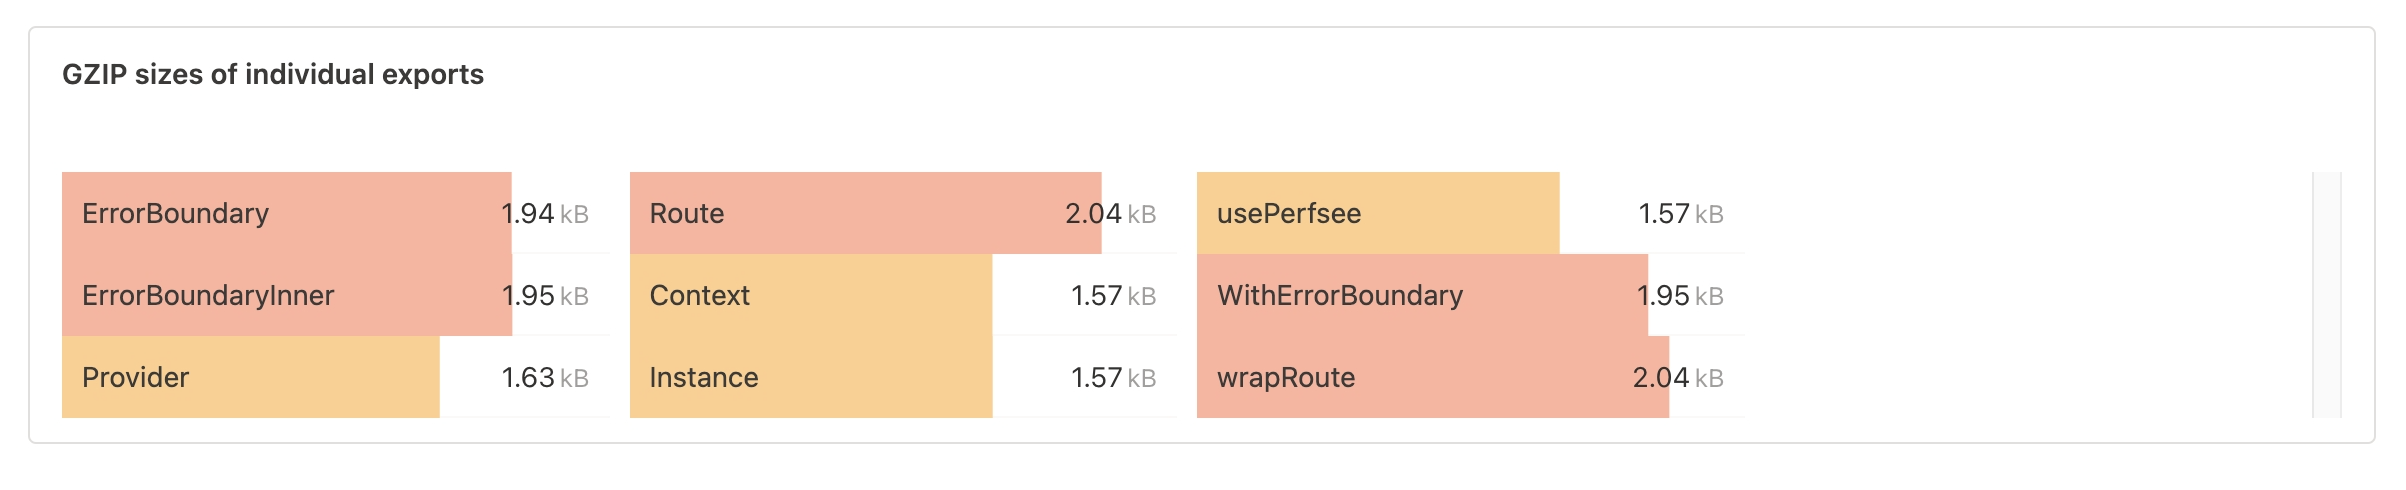 GZIP sizes of individual exports
ErrorBoundary 1.94 kB
ErrorBoundaryInner 1.95 kB
Provider 1.63 kB
Route 2.04 kB
Context 1.57 kB
Instance 1.57 kB
usePerfsee 1.57 kB
WithErrorBoundary 1.95 kB
wrapRoute 2.04 kB